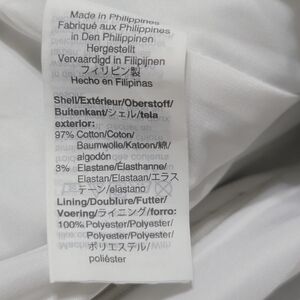 Made in Philippines
Fabriqué aux Philippines
in Den Philippinen
Hergestellt
Vervaardigd in Filipijnen
フィリピン製
Hecho en Filipinas
Shell/Extérieur/Oberstoff/
Buitenkant/シェル/tela
exterior:
97% Cotton/Coton/
Baumwolle/Katoen/綿/
algodón
3% Elastane/Élasthanne/
Elastan/Elastaan/エラス
テーン/elastano
Lining/Doublure/Futter/
Voering/ライニング/forro:
100% Polyester/Polyester/
Polyester/Polyester/
ポリエステル/
poliéster